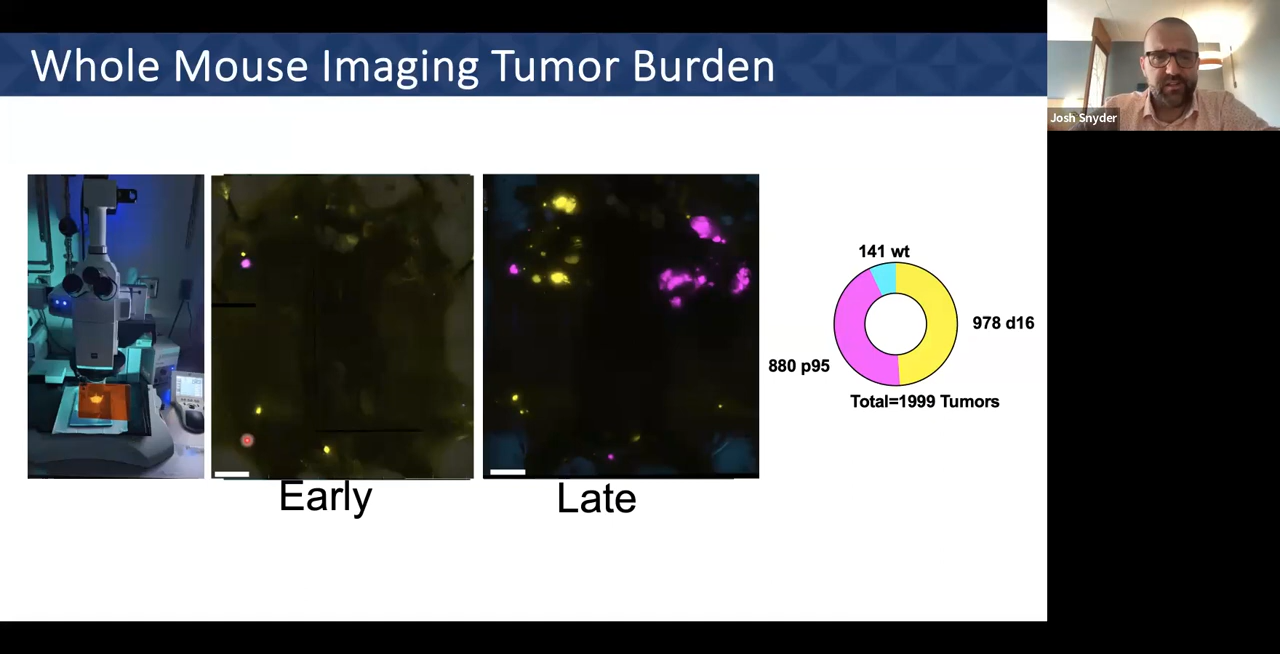 Whole Mouse Imaging Tumor Burden
Josh Snyder
141 wt
978 d16
880 p95
Total=1999 Tumors
Early
Late